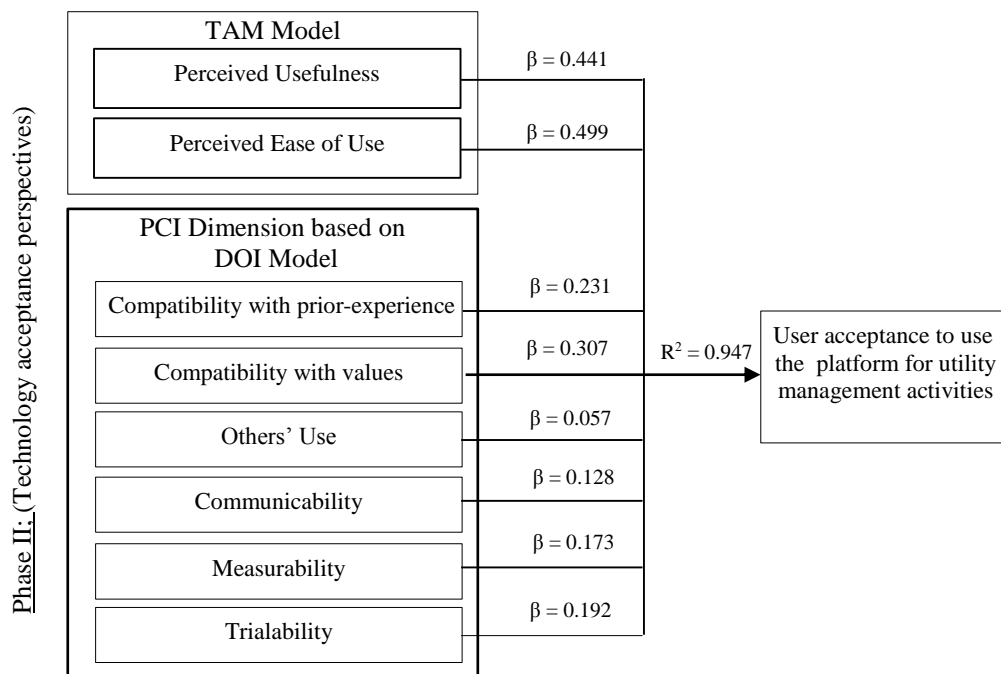 Phase II; (Technology acceptance perspectives)
TAM Model
Perceived Usefulness
β = 0.441
Perceived Ease of Use
β = 0.499
PCI Dimension based on
DOI Model
Compatibility with prior-experience
β = 0.231
Compatibility with values
β = 0.307
Others’ Use
β = 0.057
Communicability
β = 0.128
Measurability
β = 0.173
Trialability
β = 0.192
R² = 0.947
User acceptance to use
the platform for utility
management activities